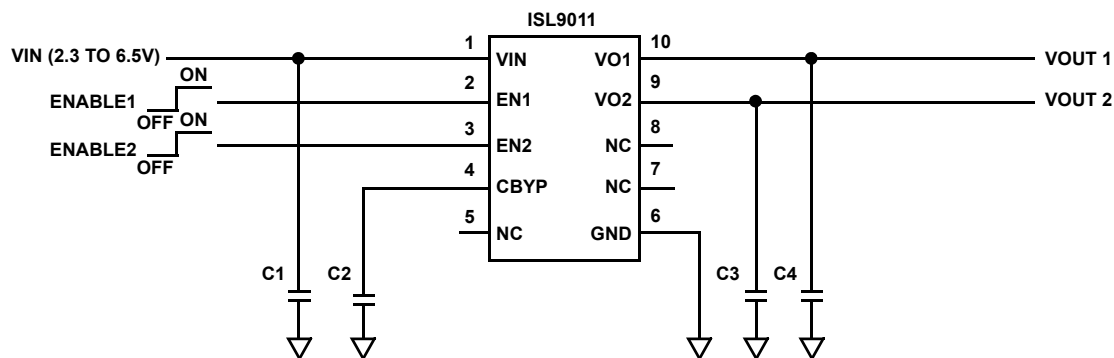 ISL9011
VIN (2.3 TO 6.5V)
1
VIN
VO1
10
VOUT 1
ENABLE1
OFF
ON
2
EN1
VO2
9
VOUT 2
ENABLE2
OFF
ON
3
EN2
NC
8
4
CBYP
NC
7
5
NC
GND
6
C1
C2
C3
C4